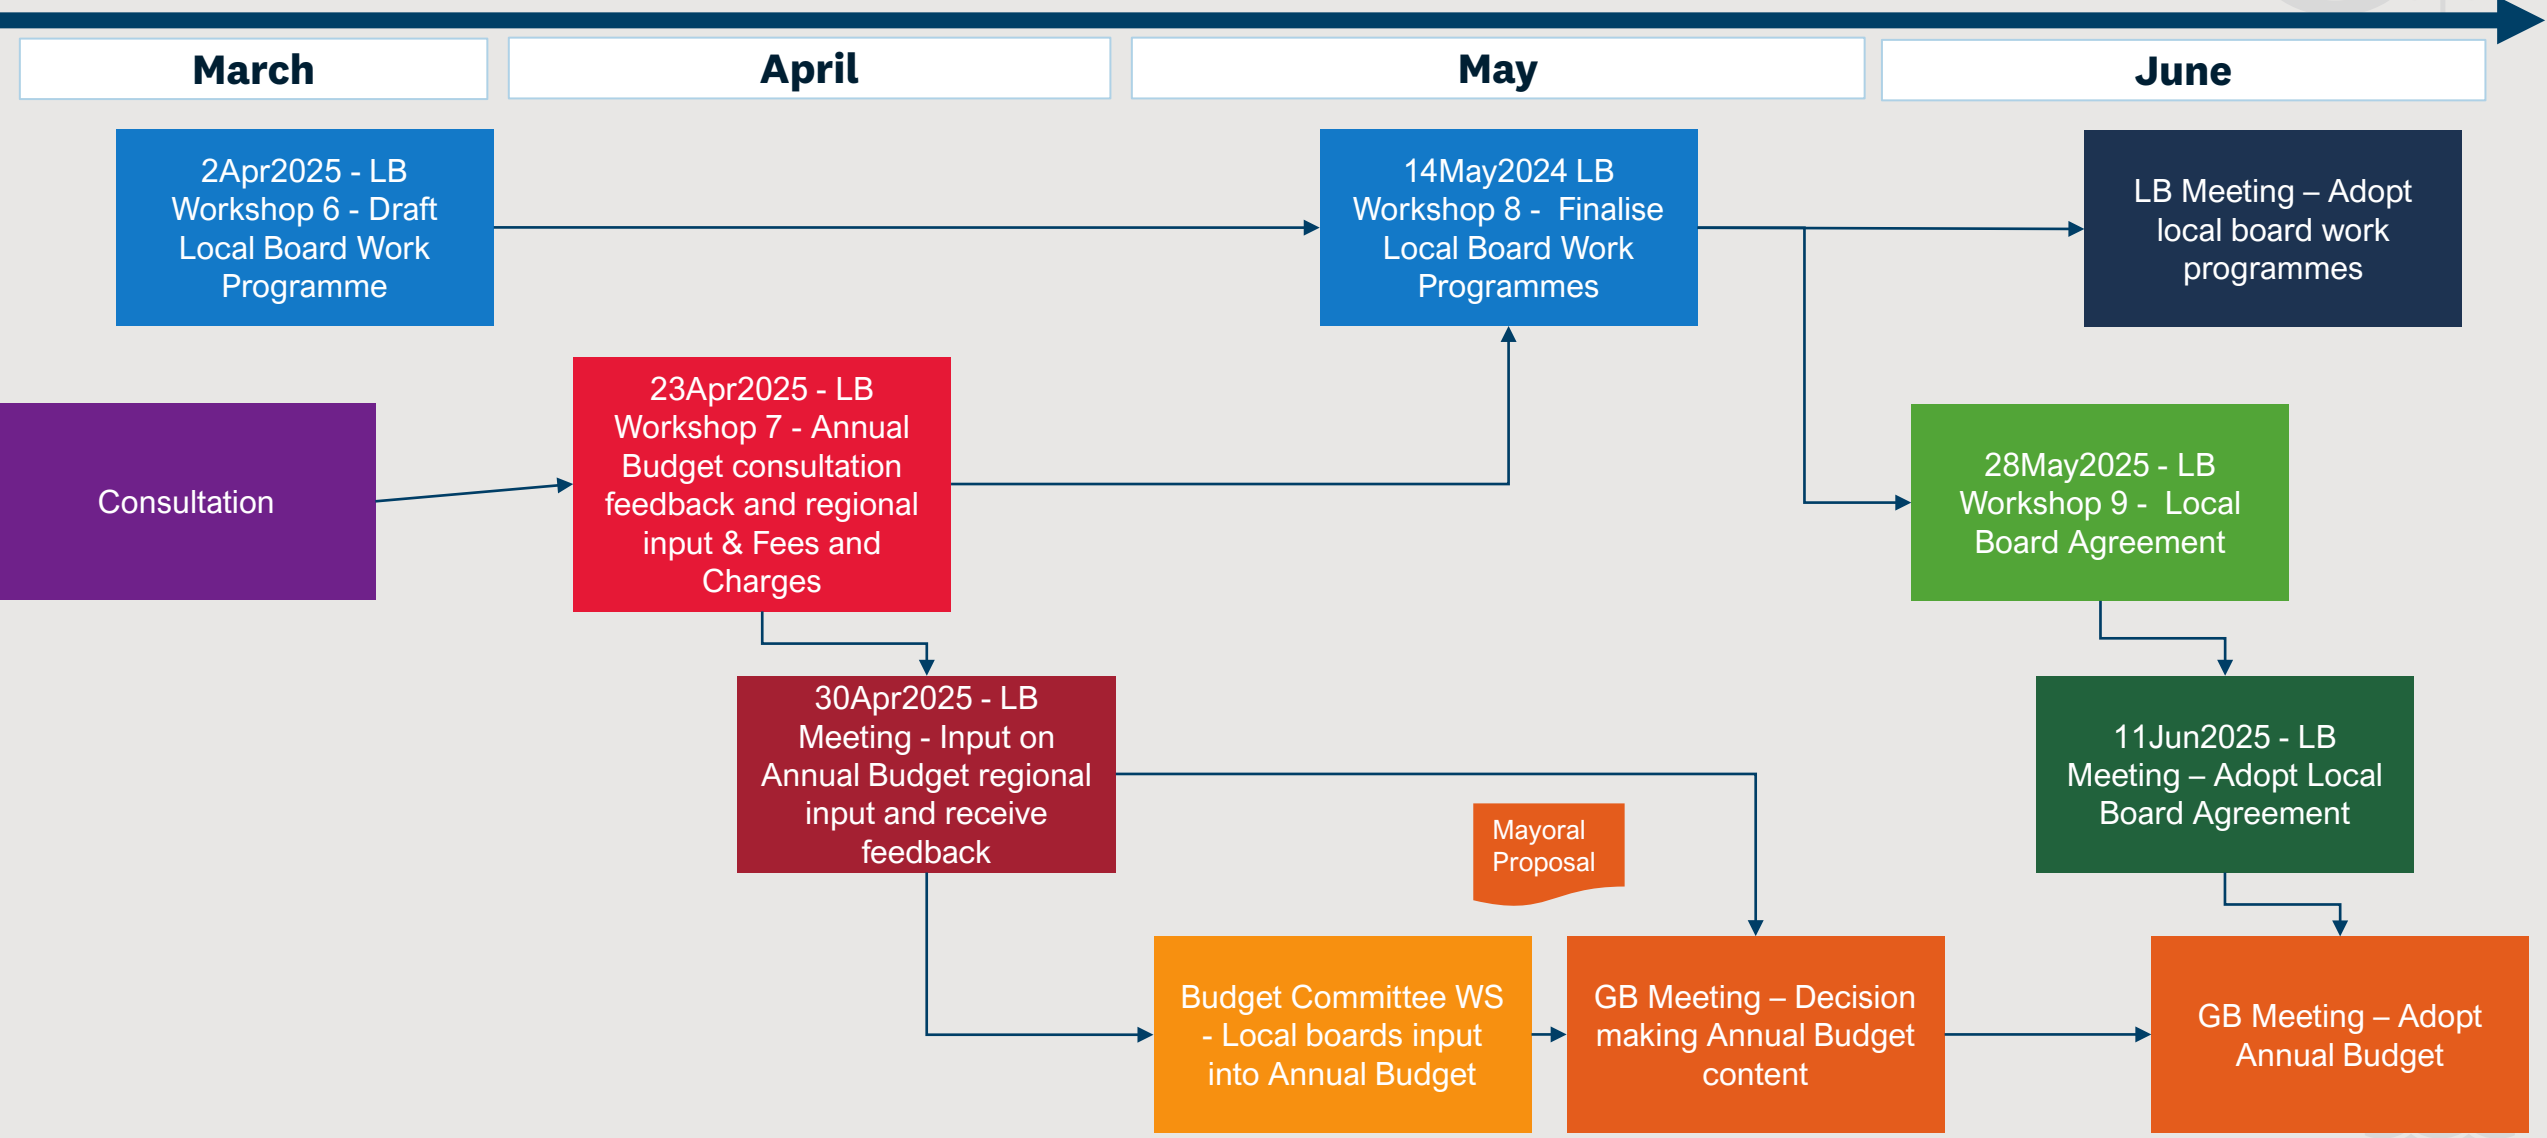 March
April
May
June
2Apr2025 - LB
Workshop 6 - Draft
Local Board Work
Programme
14May2024 LB
Workshop 8 -  Finalise
Local Board Work
Programmes
LB Meeting – Adopt
local board work
programmes
Consultation
23Apr2025 - LB
Workshop 7 - Annual
Budget consultation
feedback and regional
input & Fees and
Charges
28May2025 - LB
Workshop 9 -  Local
Board Agreement
30Apr2025 - LB
Meeting - Input on
Annual Budget regional
input and receive
feedback
11Jun2025 - LB
Meeting – Adopt Local
Board Agreement
Mayoral
Proposal
Budget Committee WS
- Local boards input
into Annual Budget
GB Meeting – Decision
making Annual Budget
content
GB Meeting – Adopt
Annual Budget